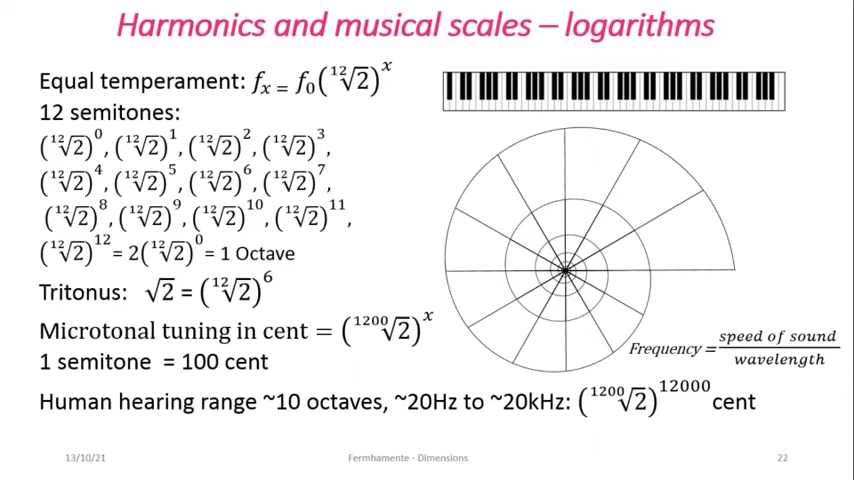 Harmonics and musical scales – logarithms
Equal temperament: fₓ = f₀(¹²√2)ˣ
12 semitones:
(¹²√2)⁰, (¹²√2)¹, (¹²√2)², (¹²√2)³,
(¹²√2)⁴, (¹²√2)⁵, (¹²√2)⁶, (¹²√2)⁷,
(¹²√2)⁸, (¹²√2)⁹, (¹²√2)¹⁰, (¹²√2)¹¹,
(¹²√2)¹² = 2(¹²√2)⁰ = 1 Octave
Tritonus: √2 = (¹²√2)⁶
Microtonal tuning in cent = (¹²⁰⁰√2)ˣ
1 semitone = 100 cent
Frequency = speed of sound / wavelength
Human hearing range ~10 octaves, ~20Hz to ~20kHz: (¹²⁰⁰√2)¹²⁰⁰⁰ cent
13/10/21 Fermhamente - Dimensions 22